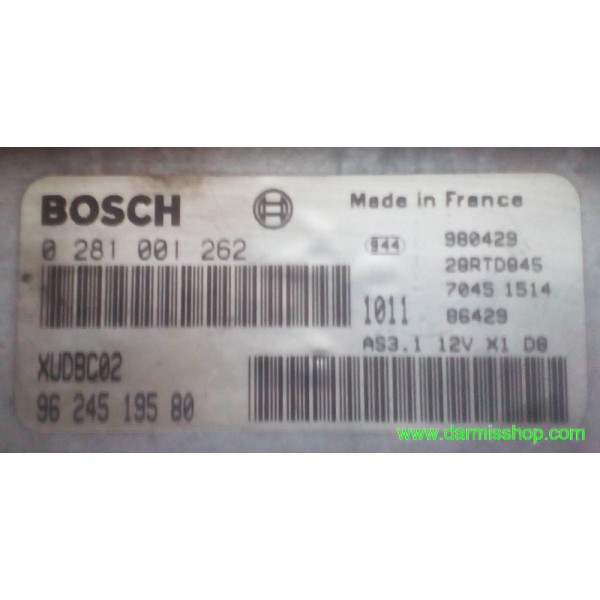 BOSCH
Made in France
0 281 001 262
944
980429
28RTD845
7045 1514
1011
86429
AS3.1 12V X1 D8
XUDBC02
96 245 195 80
www.darmisshop.com